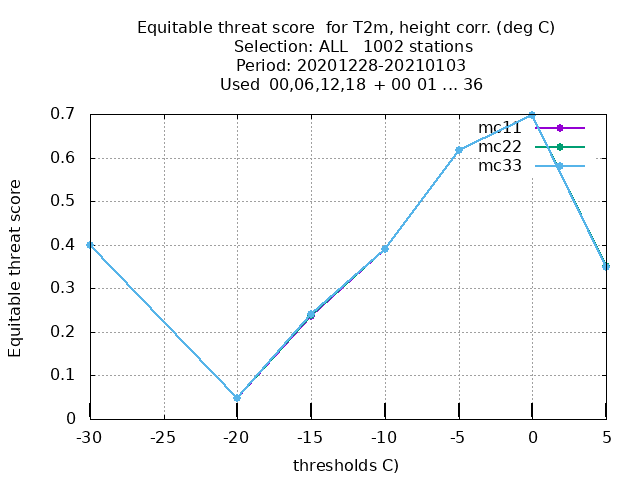 Equitable threat score  for T2m, height corr. (deg C)
Selection: ALL   1002 stations
Period: 20201228-20210103
Used  00,06,12,18  + 00 01 ... 36
0.7
0.6
0.5
0.4
0.3
0.2
0.1
0
Equitable threat score
mc11
mc22
mc33
-30 -25 -20 -15 -10 -5 0 5
thresholds C)